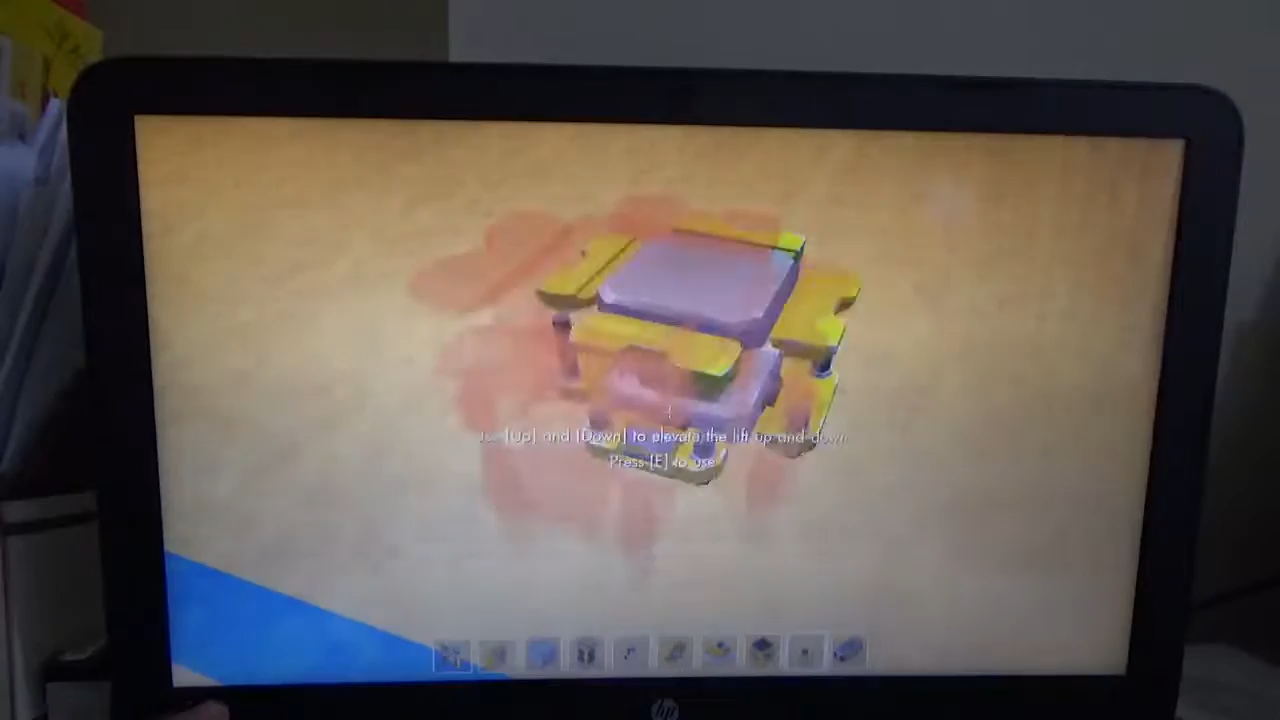 [Up] and [Down] to elevate the lift up and down
Press [E] to use
hp